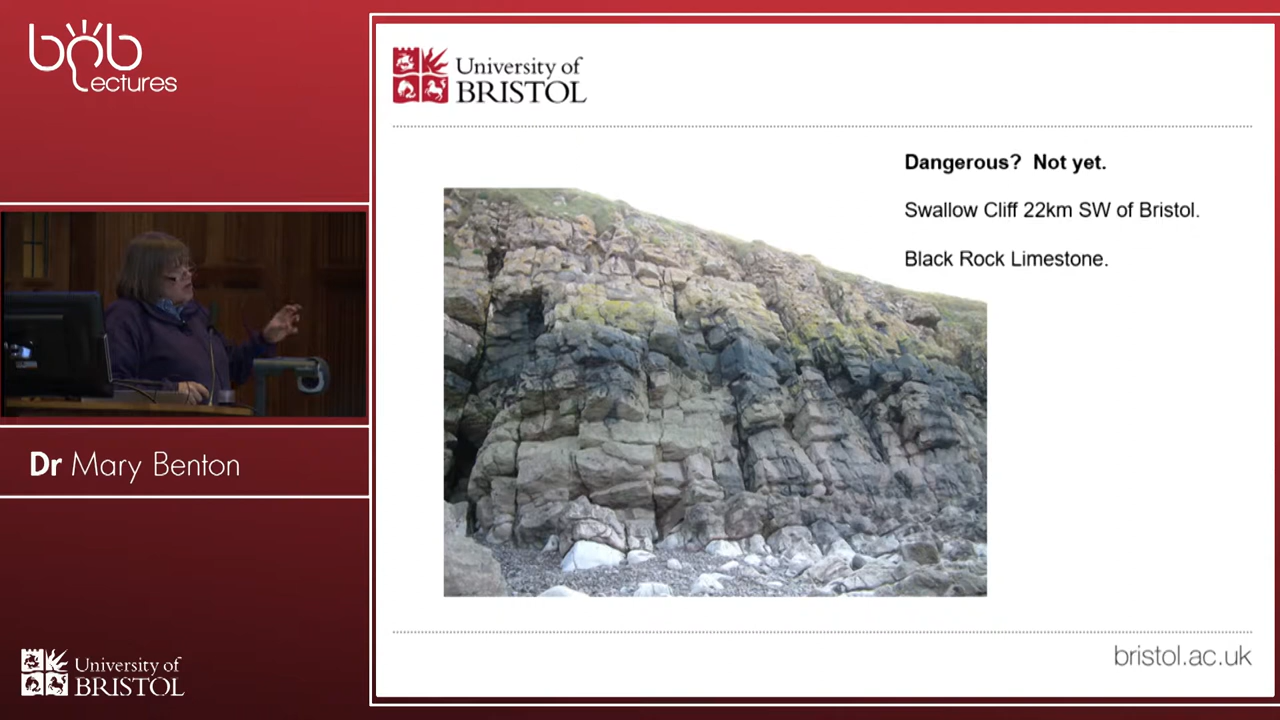 bob
Lectures
University of
BRISTOL
Dangerous? Not yet.
Swallow Cliff 22km SW of Bristol.
Black Rock Limestone.
Dr Mary Benton
University of
BRISTOL
bristol.ac.uk